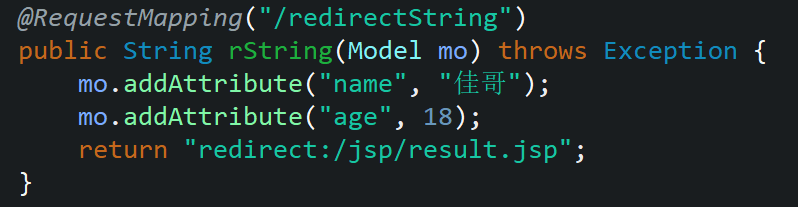 @RequestMapping("/redirectString")
public String rString(Model mo) throws Exception {
    mo.addAttribute("name", "佳哥");
    mo.addAttribute("age", 18);
    return "redirect:/jsp/result.jsp";
}